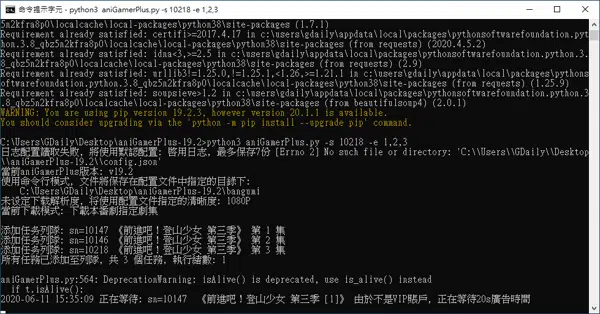 命令提示字元 - python3 aniGamerPlus.py -s 10218 -e 1,2,3
5n2kfra8p0\localcache\local-packages\python38\site-packages (1.7.1)
Requirement already satisfied: certifi>=2017.4.17 in c:\users\gdaily\appdata\local\packages\pythonsoftwarefoundation.pyt
hon.3.8_qbz5n2kfra8p0\localcache\local-packages\python38\site-packages (from requests) (2020.4.5.2)
Requirement already satisfied: idna<3,>=2.5 in c:\users\gdaily\appdata\local\packages\pythonsoftwarefoundation.python.3.
8_qbz5n2kfra8p0\localcache\local-packages\python38\site-packages (from requests) (2.9)
Requirement already satisfied: urllib3!=1.25.0,!=1.25.1,<1.26,>=1.21.1 in c:\users\gdaily\appdata\local\packages\pythons
oftwarefoundation.python.3.8_qbz5n2kfra8p0\localcache\local-packages\python38\site-packages (from requests) (1.25.9)
Requirement already satisfied: soupsieve>1.2 in c:\users\gdaily\appdata\local\packages\pythonsoftwarefoundation.python.3
.8_qbz5n2kfra8p0\localcache\local-packages\python38\site-packages (from beautifulsoup4) (2.0.1)
WARNING: You are using pip version 19.2.3, however version 20.1.1 is available.
You should consider upgrading via the 'python -m pip install --upgrade pip' command.
C:\Users\GDaily\Desktop\aniGamerPlus-19.2>python3 aniGamerPlus.py -s 10218 -e 1,2,3
日志配置讀取失敗, 將使用默認配置: 啓用日志, 最多保存7份 [Errno 2] No such file or directory: 'C:\\Users\\GDaily\\Desktop
\\aniGamerPlus-19.2\\config.json'
當前aniGamerPlus版本: v19.2
使用命令行模式, 文件將保存在配置文件中指定的目錄下:
C:\Users\GDaily\Desktop\aniGamerPlus-19.2\bangumi
未设定下載解析度, 将使用配置文件指定的清晰度: 1080P
當前下載模式: 下載本番劇指定劇集
添加任务列隊: sn=10147 《前進吧！登山少女 第三季》 第 1 集
添加任务列隊: sn=10146 《前進吧！登山少女 第三季》 第 2 集
添加任务列隊: sn=10218 《前進吧！登山少女 第三季》 第 3 集
所有任務已添加至列隊, 共 3 個任務, 執行緒數: 1
aniGamerPlus.py:564: DeprecationWarning: isAlive() is deprecated, use is_alive() instead
if t.isAlive():
2020-06-11 15:35:09 正在等待: sn=10147 《前進吧！登山少女 第三季 [1]》 由於不是VIP賬戶, 正在等待20s廣告時間